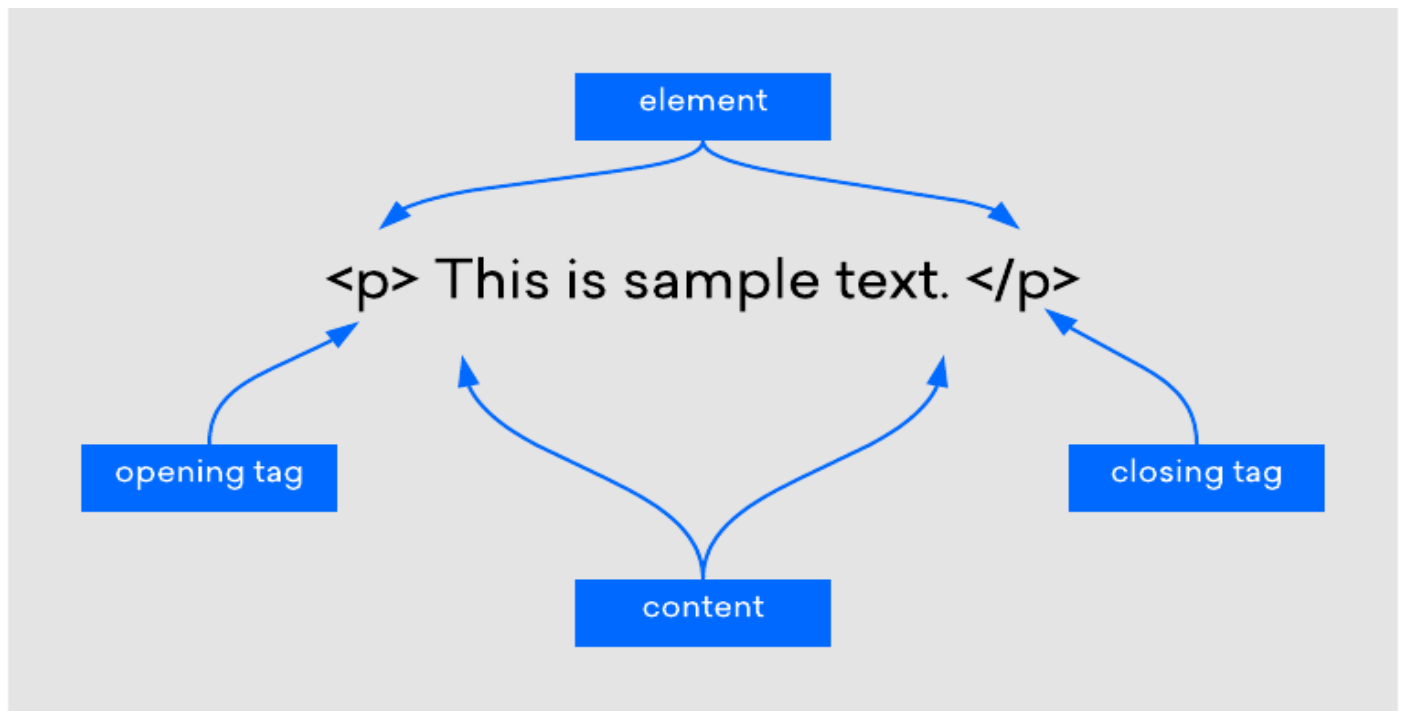 element
<p> This is sample text. </p>
opening tag
closing tag
content